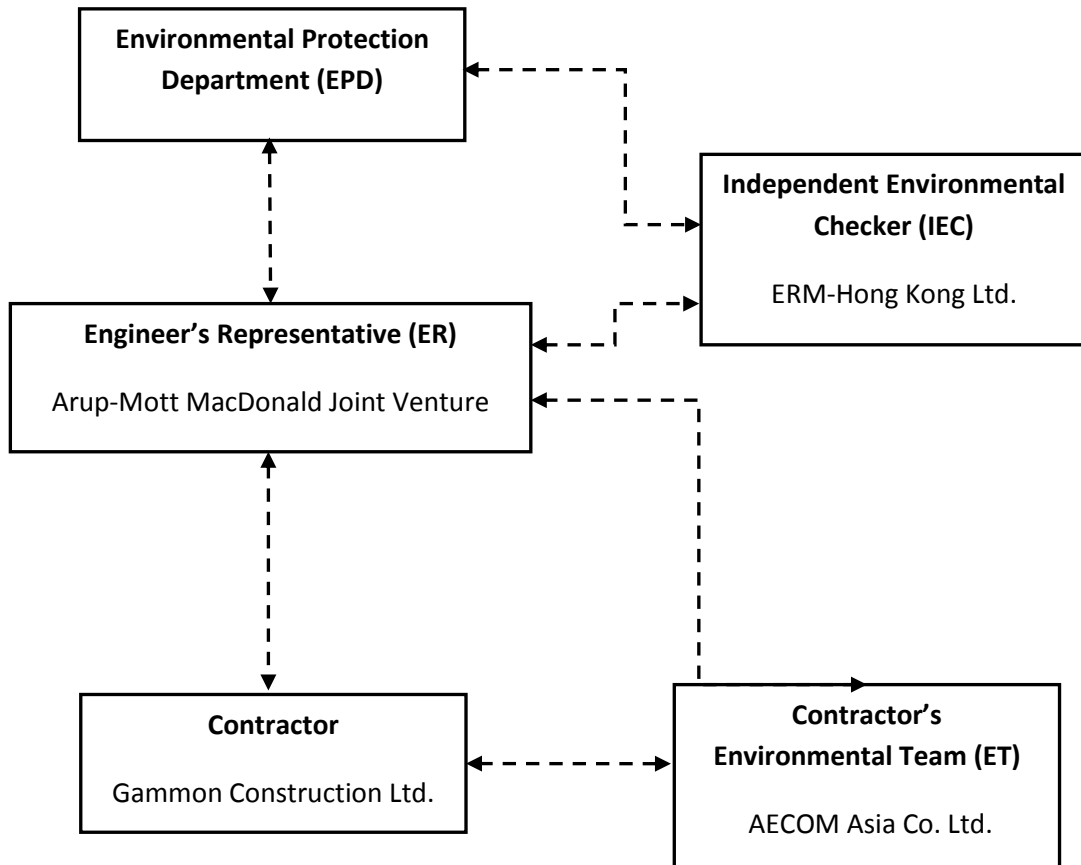 Environmental Protection
Department (EPD)
Independent Environmental
Checker (IEC)
ERM-Hong Kong Ltd.
Engineer’s Representative (ER)
Arup-Mott MacDonald Joint Venture
Contractor
Gammon Construction Ltd.
Contractor’s
Environmental Team (ET)
AECOM Asia Co. Ltd.